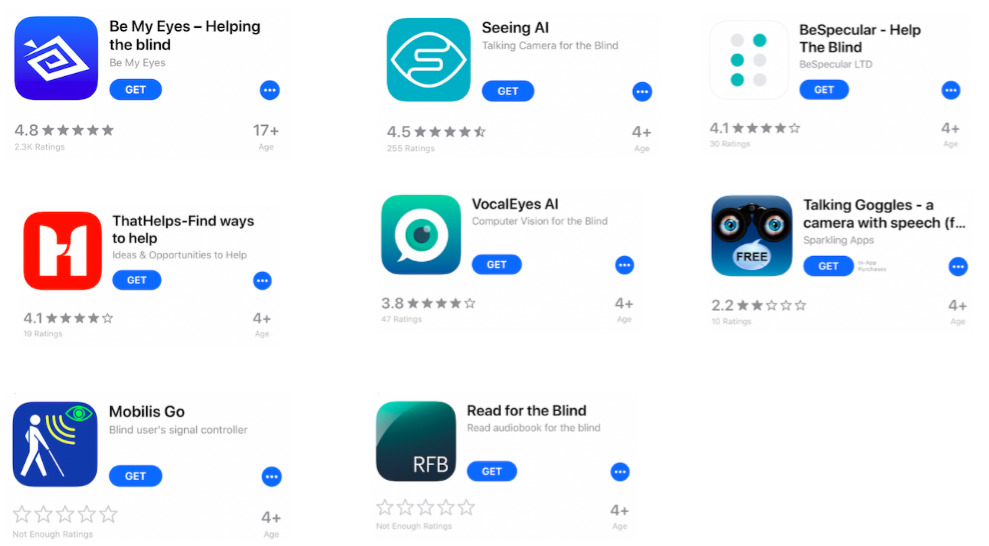 Be My Eyes – Helping
the blind
Be My Eyes
GET
4.8
17+
2.3K Ratings
Age
Seeing AI
Talking Camera for the Blind
GET
4.5
4+
255 Ratings
Age
BeSpecular - Help
The Blind
BeSpecular LTD
GET
4.1
4+
30 Ratings
Age
ThatHelps-Find ways
to help
Ideas & Opportunities to Help
GET
4.1
4+
19 Ratings
Age
VocalEyes AI
Computer Vision for the Blind
GET
3.8
4+
47 Ratings
Age
FREE
Talking Goggles - a
camera with speech (f...
Sparkling Apps
GET
In-App
Purchases
2.2
4+
10 Ratings
Age
Mobilis Go
Blind user's signal controller
GET
4+
Not Enough Ratings
Age
RFB
Read for the Blind
Read audiobook for the blind
GET
4+
Not Enough Ratings
Age